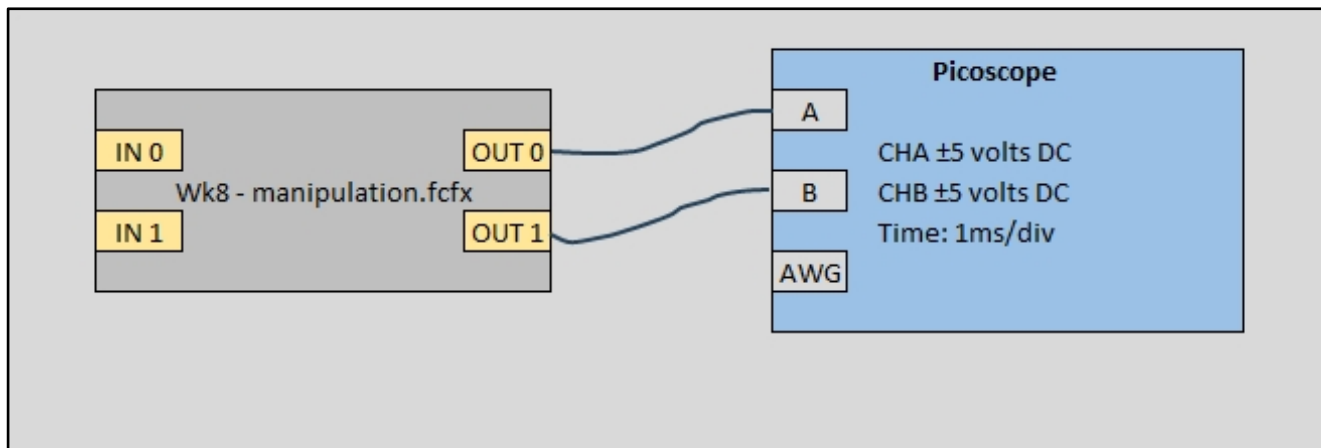 Picoscope
A
IN 0
OUT 0
CHA ±5 volts DC
Wk8 - manipulation.fcfx
B
CHB ±5 volts DC
IN 1
OUT 1
Time: 1ms/div
AWG